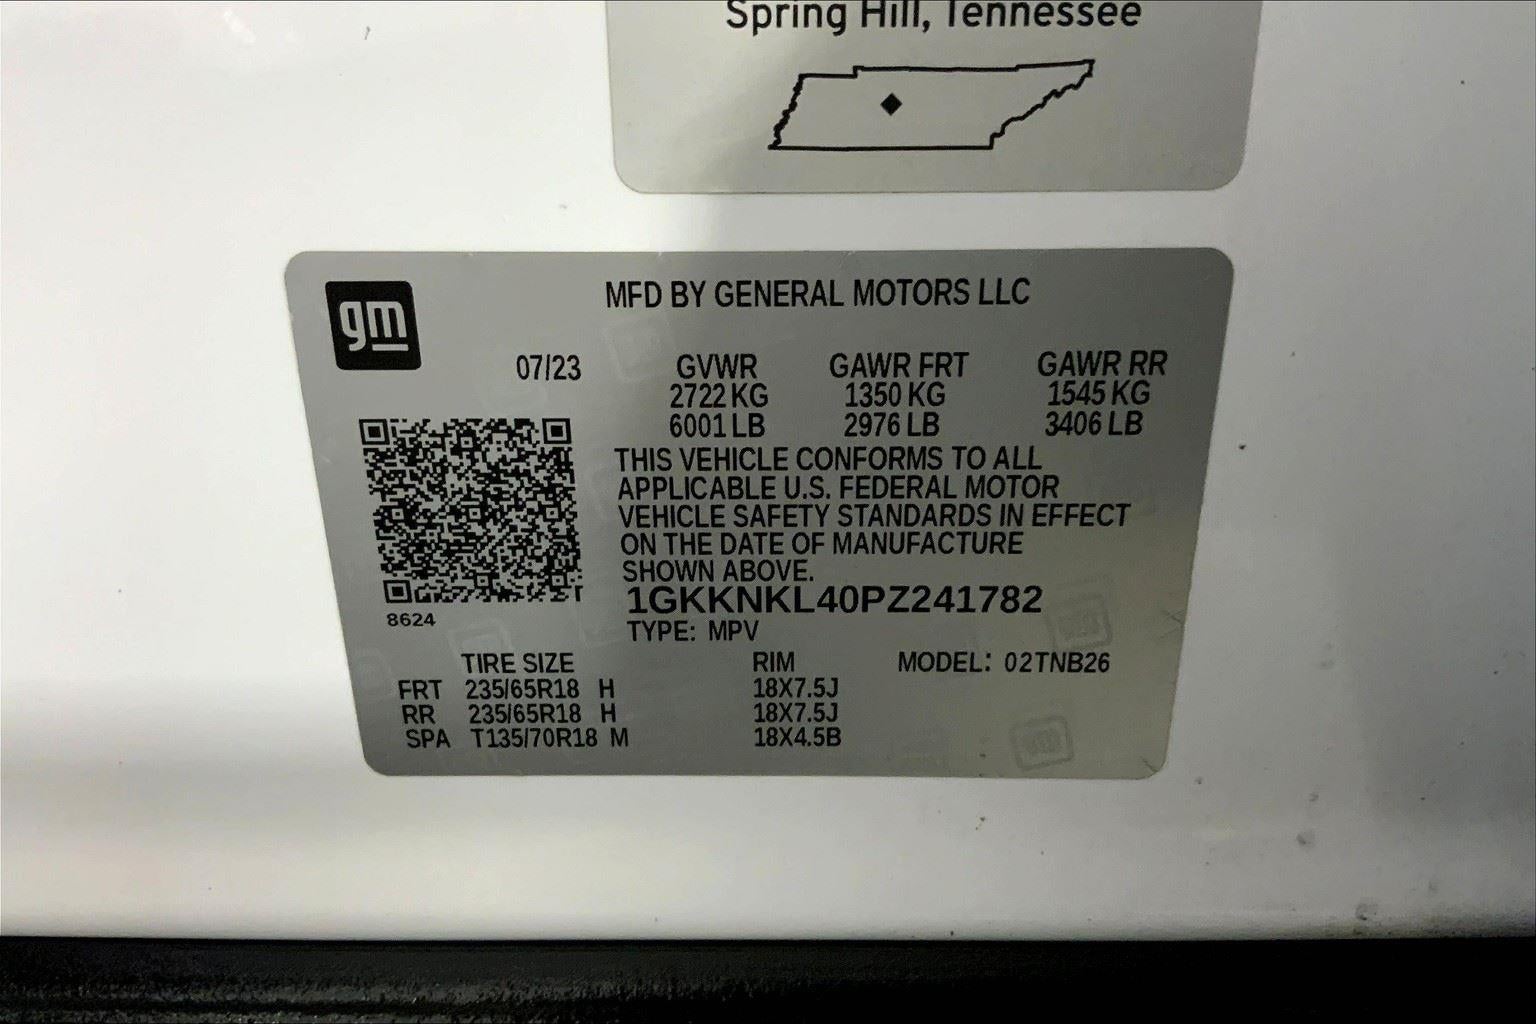 Spring Hill, Tennessee
gm
MFD BY GENERAL MOTORS LLC
07/23
GVWR GAWR FRT GAWR RR
2722 KG 1350 KG 1545 KG
6001 LB 2976 LB 3406 LB
THIS VEHICLE CONFORMS TO ALL
APPLICABLE U.S. FEDERAL MOTOR
VEHICLE SAFETY STANDARDS IN EFFECT
ON THE DATE OF MANUFACTURE
SHOWN ABOVE.
1GKKNKL40PZ241782
8624
TYPE: MPV
TIRE SIZE RIM MODEL: 02TNB26
FRT 235/65R18 H 18X7.5J
RR 235/65R18 H 18X7.5J
SPA T135/70R18 M 18X4.5B